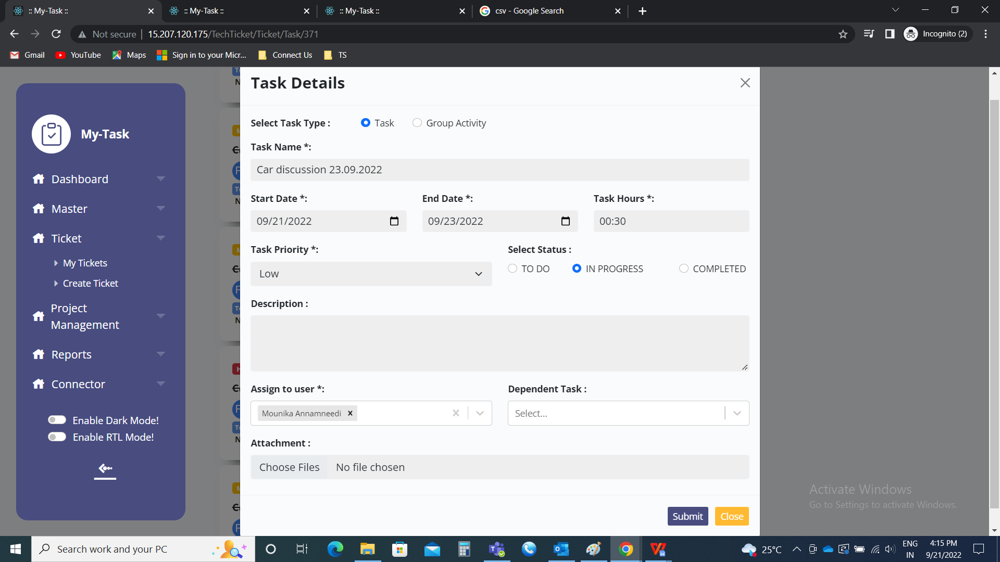 :: My-Task ::
:: My-Task ::
:: My-Task ::
csv - Google Search
Not secure
15.207.120.175/TechTicket/Ticket/Task/371
Incognito (2)
Gmail
YouTube
Maps
Sign in to your Micr...
Connect Us
TS
My-Task
Dashboard
Master
Ticket
My Tickets
Create Ticket
Project
Management
Reports
Connector
Enable Dark Mode!
Enable RTL Mode!
Task Details
Select Task Type :
Task
Group Activity
Task Name *:
Car discussion 23.09.2022
Start Date *:
End Date *:
Task Hours *:
09/21/2022
09/23/2022
00:30
Task Priority *:
Select Status :
Low
TO DO
IN PROGRESS
COMPLETED
Description :
Assign to user *:
Dependent Task :
Mounika Annamneedi
Select...
Attachment :
Choose Files
No file chosen
Submit
Close
Activate Windows
Go to Settings to activate Windows.
Search work and your PC
25°C
ENG
IN
4:15 PM
9/21/2022